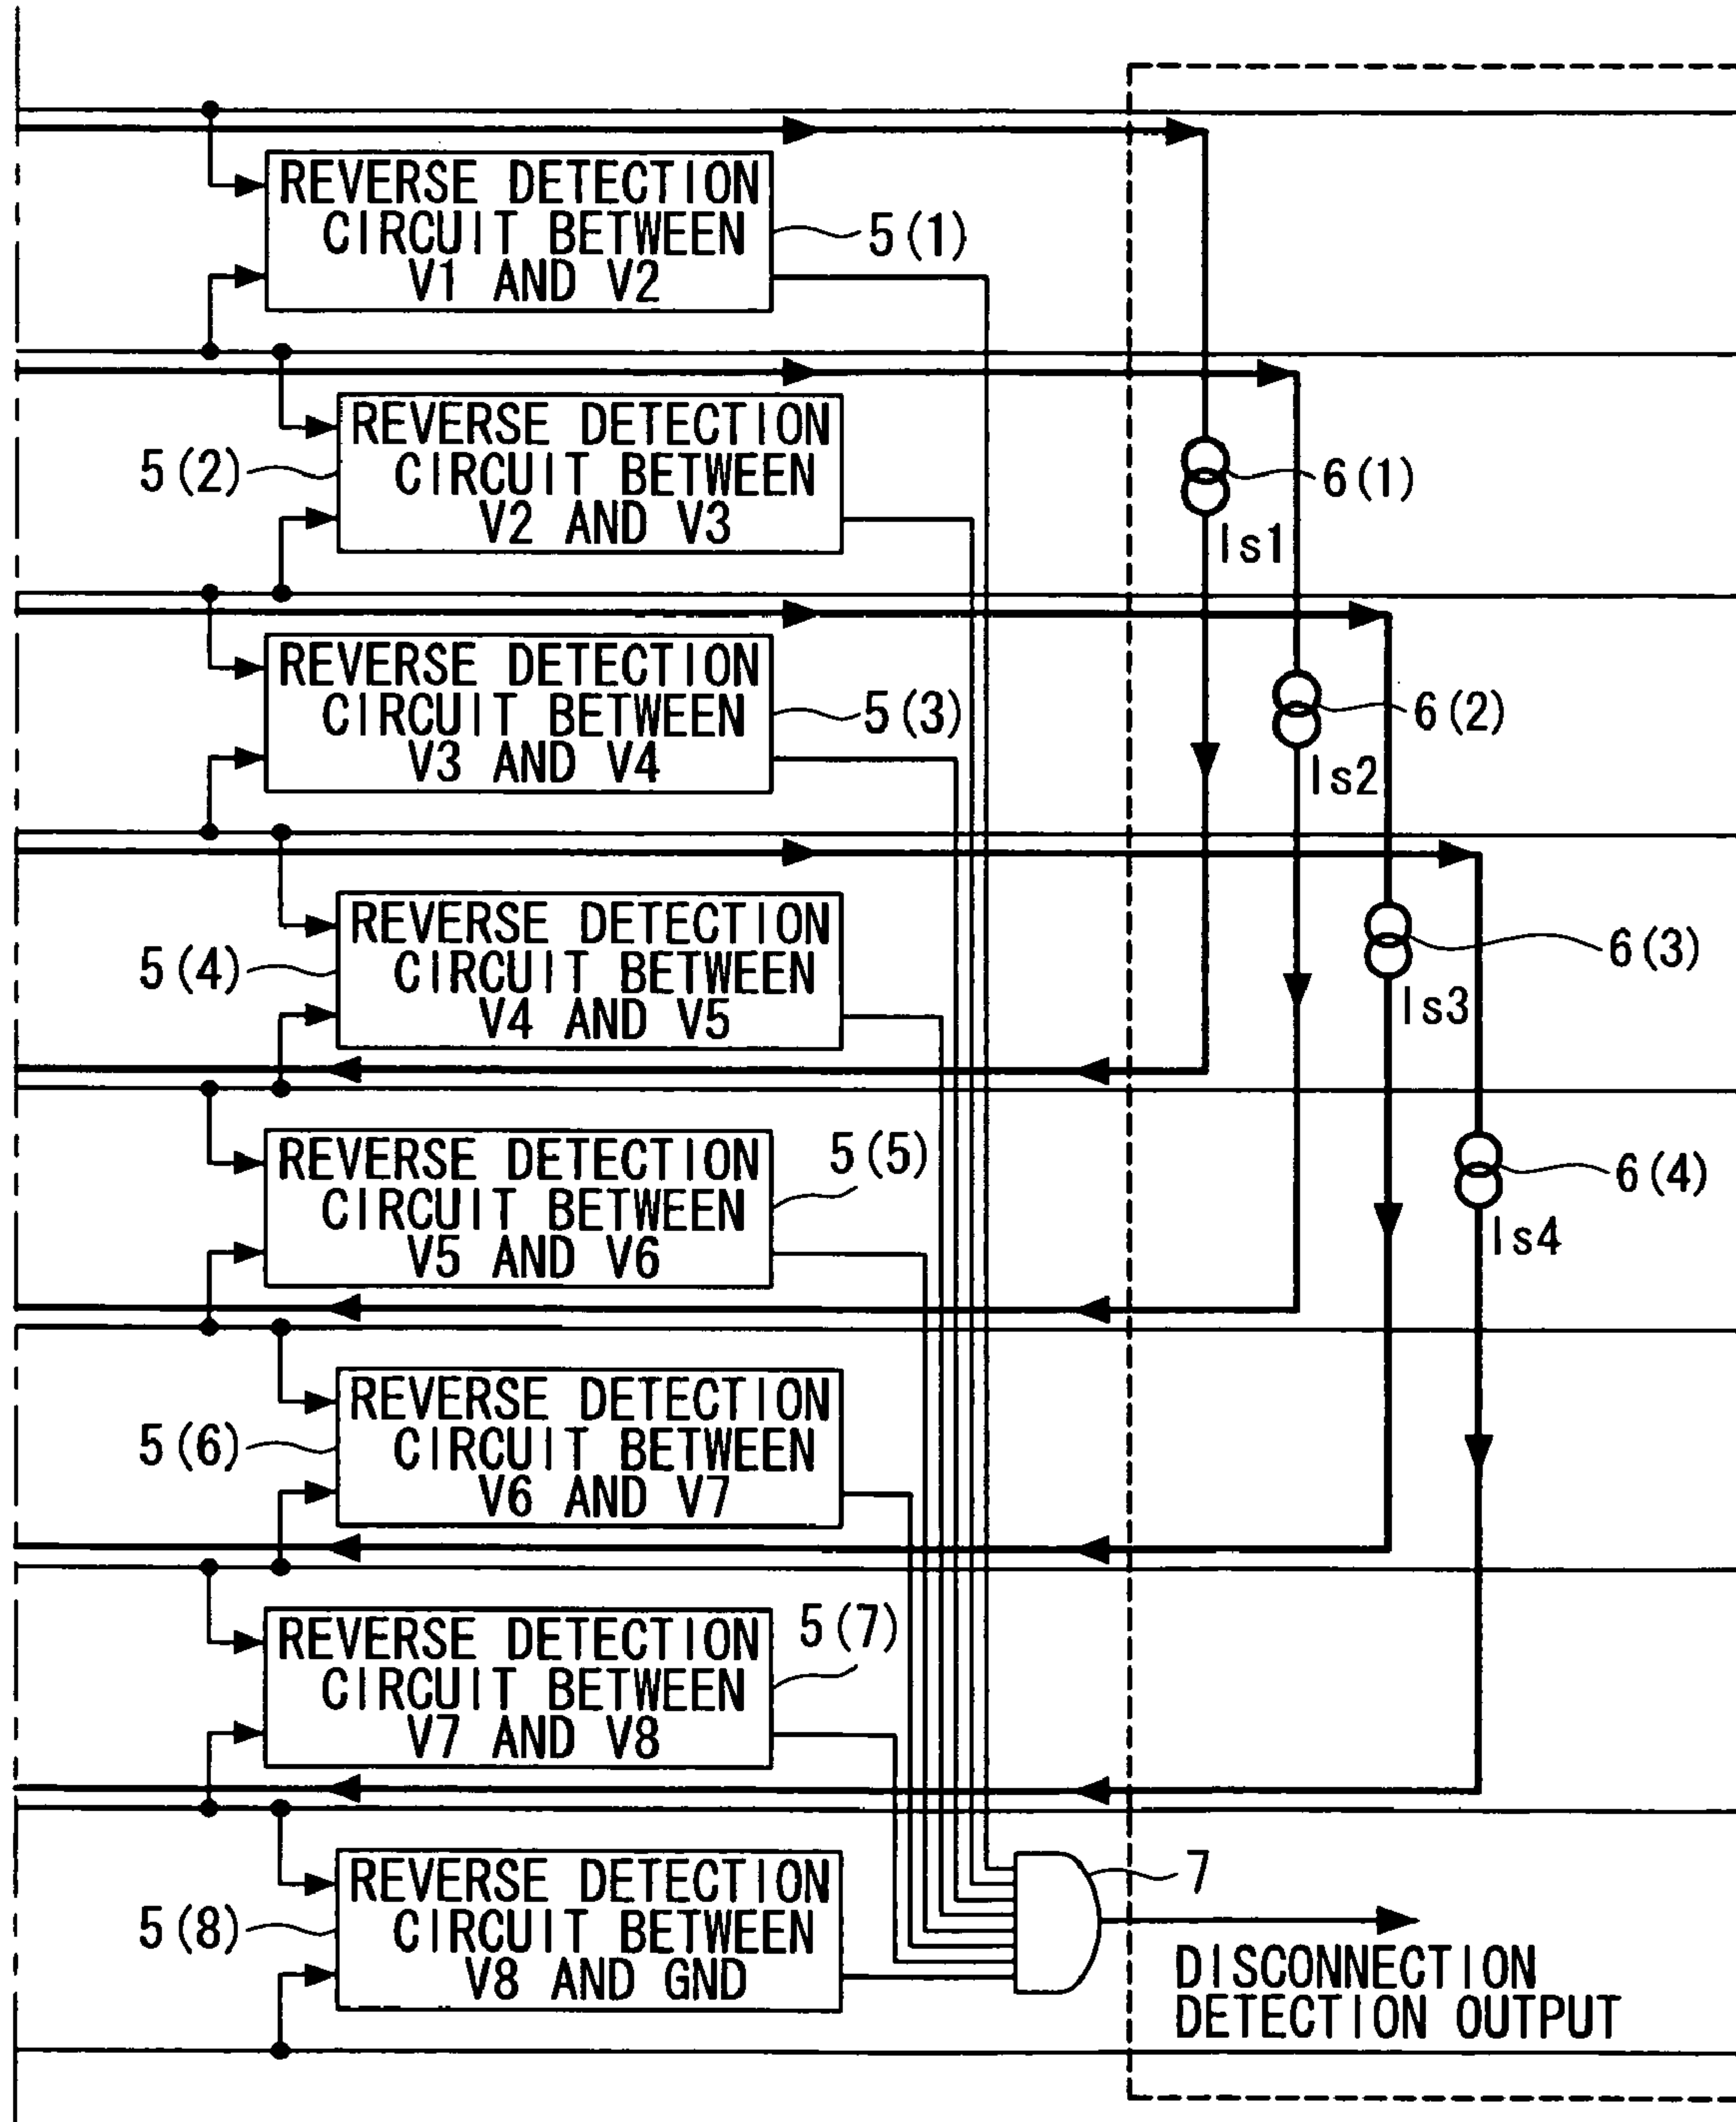 REVERSE DETECTION
CIRCUIT BETWEEN
V1 AND V2
5(1)
REVERSE DETECTION
CIRCUIT BETWEEN
V2 AND V3
5(2)
6(1)
Is1
REVERSE DETECTION
CIRCUIT BETWEEN
V3 AND V4
5(3)
6(2)
Is2
REVERSE DETECTION
CIRCUIT BETWEEN
V4 AND V5
5(4)
6(3)
Is3
REVERSE DETECTION
CIRCUIT BETWEEN
V5 AND V6
5(5)
6(4)
Is4
REVERSE DETECTION
CIRCUIT BETWEEN
V6 AND V7
5(6)
REVERSE DETECTION
CIRCUIT BETWEEN
V7 AND V8
5(7)
REVERSE DETECTION
CIRCUIT BETWEEN
V8 AND GND
5(8)
7
DISCONNECTION
DETECTION OUTPUT